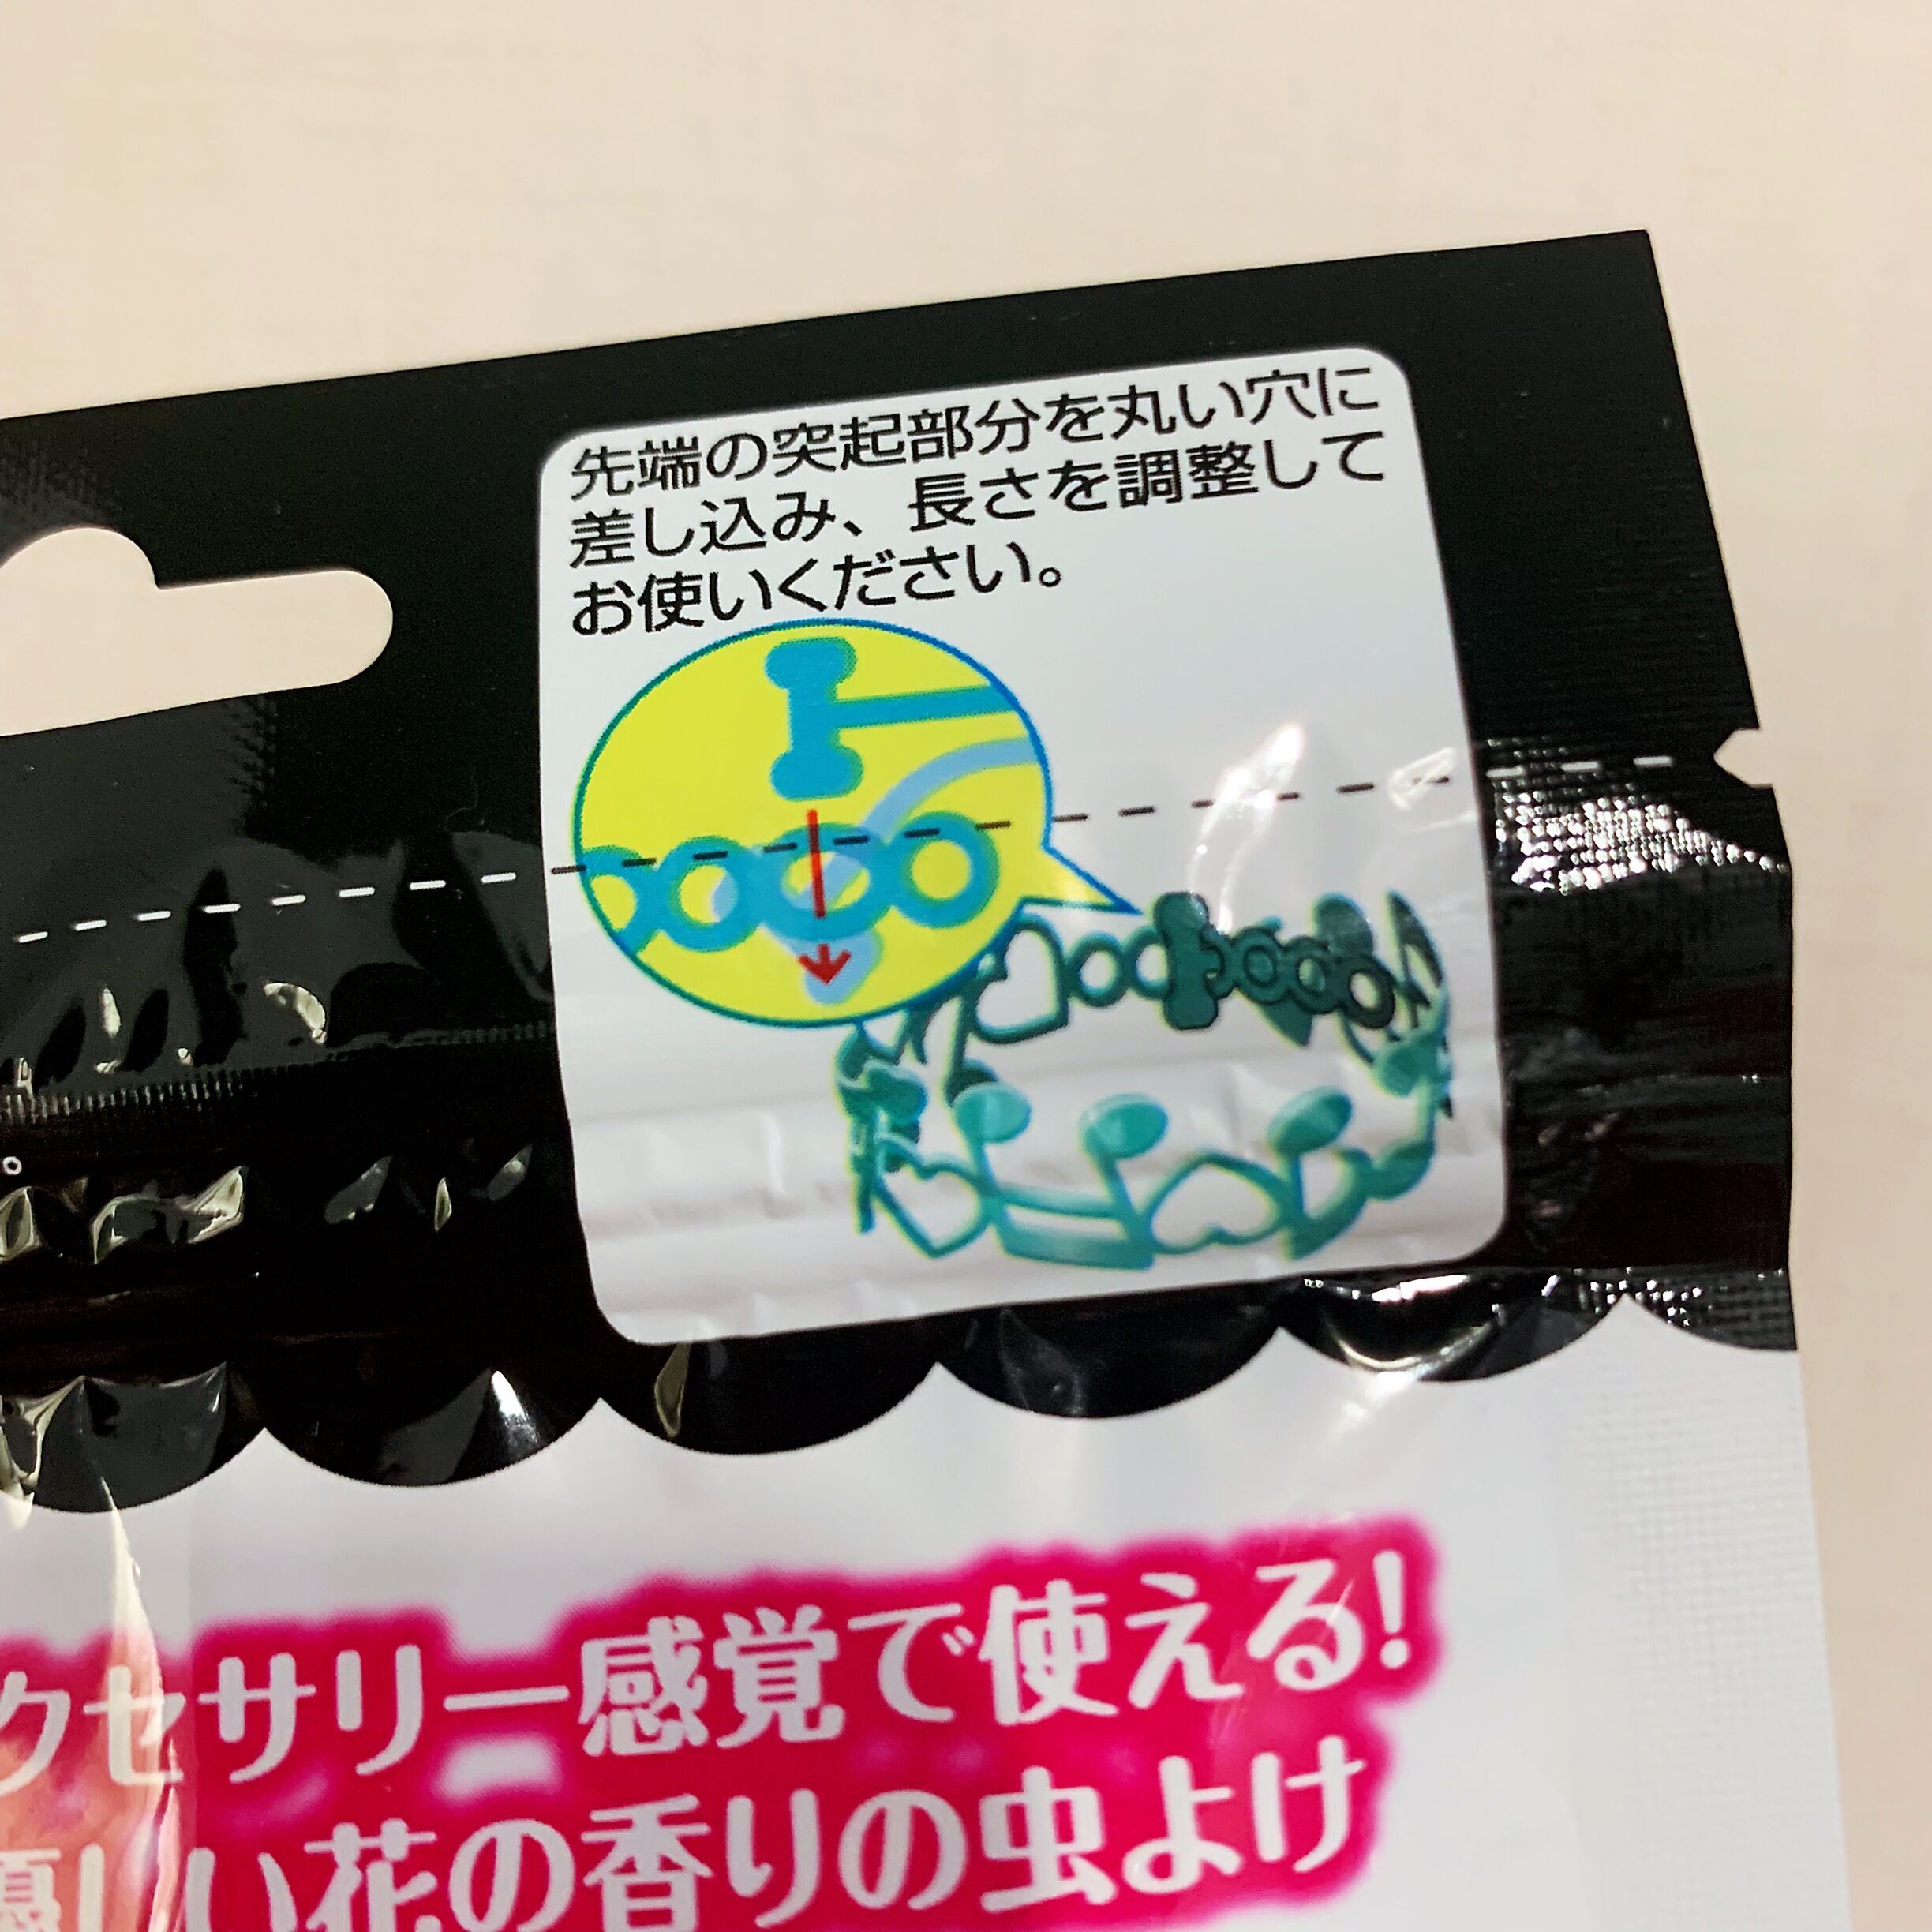 先端の突起部分を丸い穴に
差し込み、長さを調整して
お使いください。
クセサリー感覚で使える!
優しい花の香りの虫よけ